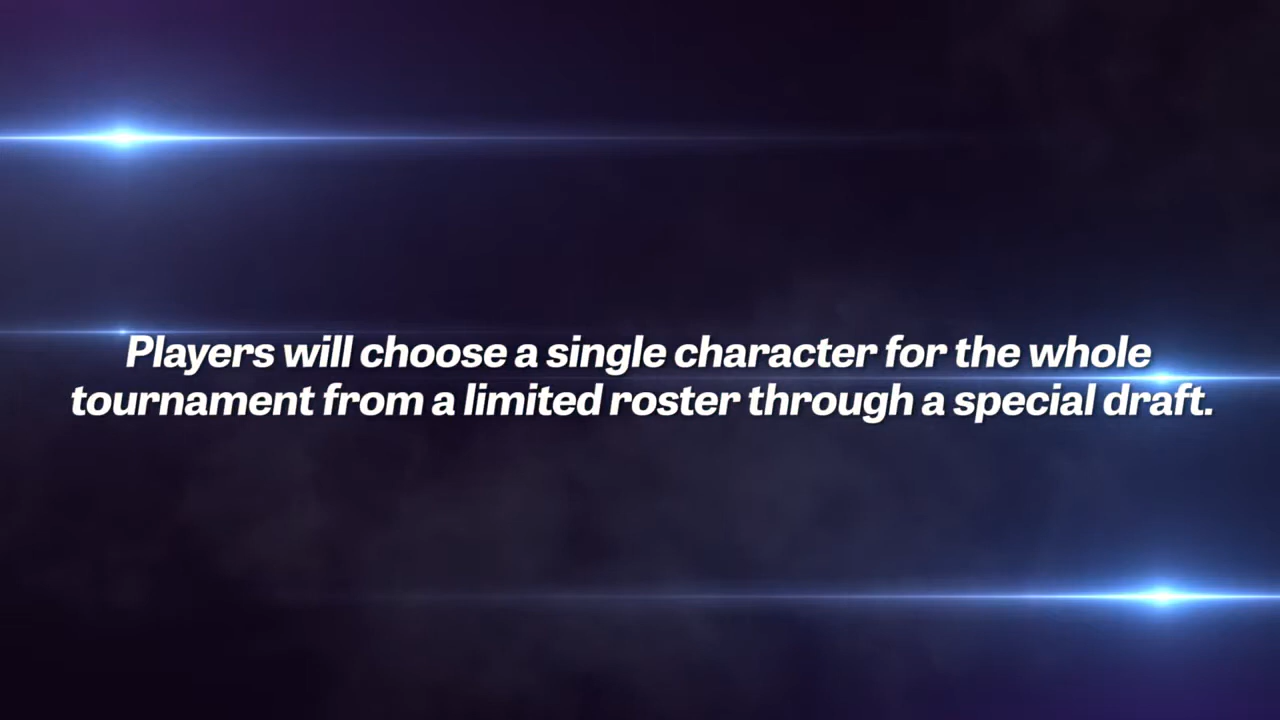 Players will choose a single character for the whole
tournament from a limited roster through a special draft.